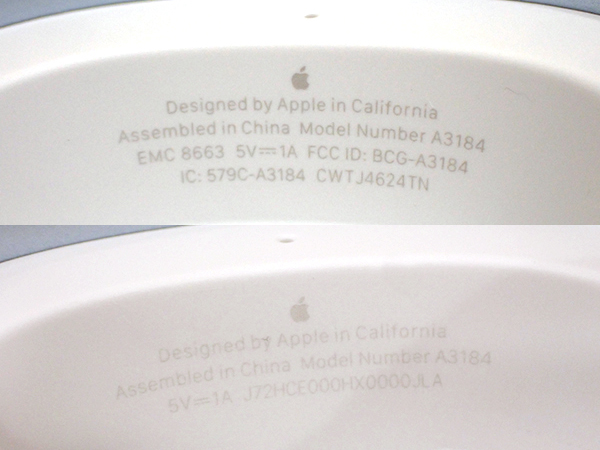 Designed by Apple in California
Assembled in China Model Number A3184
EMC 8663 5V⎓1A FCC ID: BCG-A3184
IC: 579C-A3184 CWTJ4624TN
Designed by Apple in California
Assembled in China Model Number A3184
5V⎓1A J72HCE000HX0000JLA